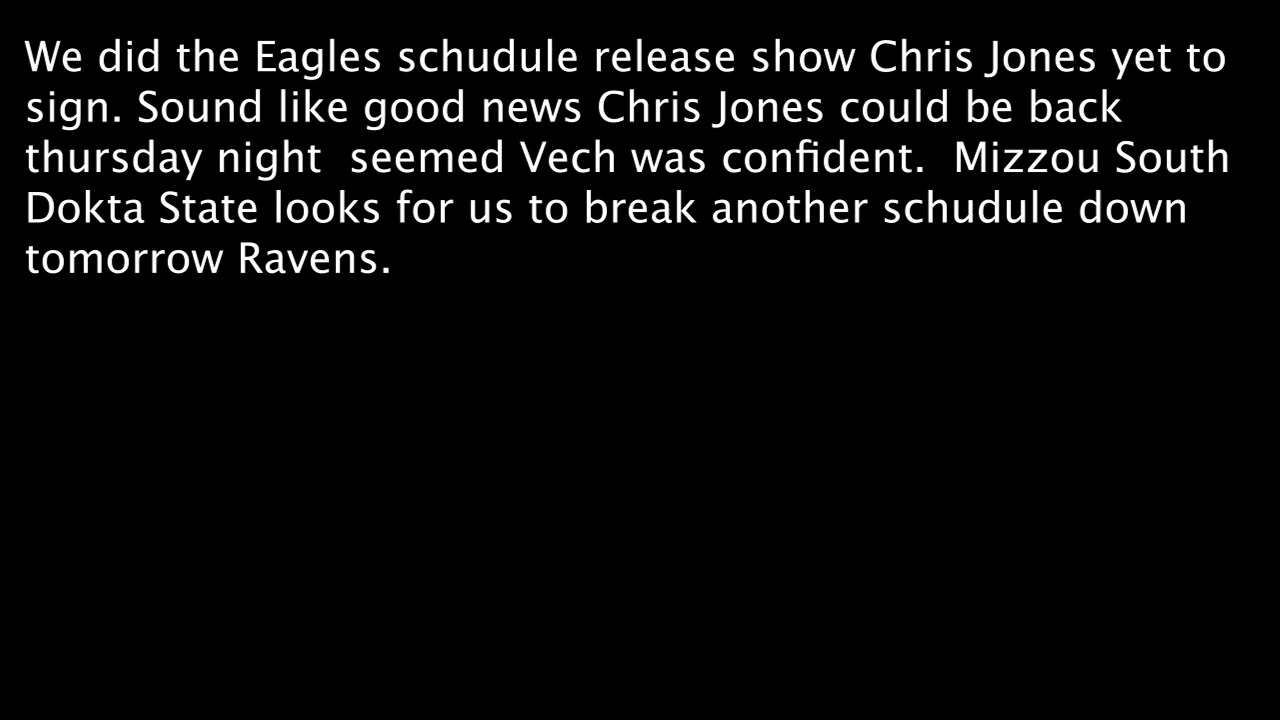 We did the Eagles schudule release show Chris Jones yet to
sign. Sound like good news Chris Jones could be back
thursday night  seemed Vech was confident.  Mizzou South
Dokta State looks for us to break another schudule down
tomorrow Ravens.